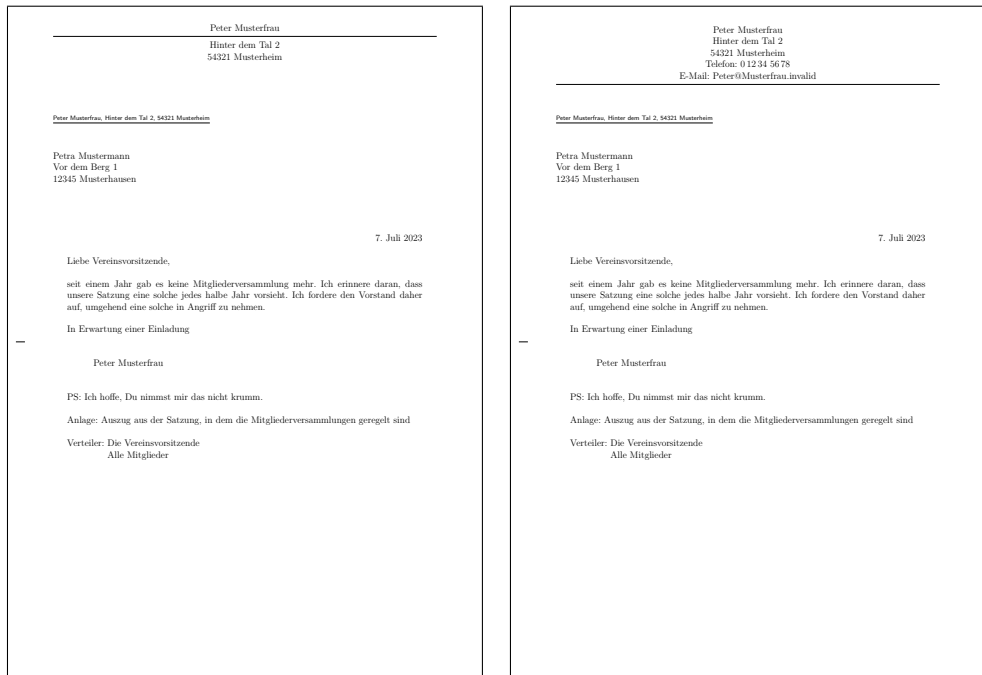 Peter Musterfrau
Hinter dem Tal 2
54321 Musterheim
Peter Musterfrau, Hinter dem Tal 2, 54321 Musterheim
Petra Mustermann
Vor dem Berg 1
12345 Musterhausen
7. Juli 2023
Liebe Vereinsvorsitzende,
seit einem Jahr gab es keine Mitgliederversammlung mehr. Ich erinnere daran, dass
unsere Satzung eine solche jedes halbe Jahr vorsieht. Ich fordere den Vorstand daher
auf, umgehend eine solche in Angriff zu nehmen.
In Erwartung einer Einladung
Peter Musterfrau
PS: Ich hoffe, Du nimmst mir das nicht krumm.
Anlage: Auszug aus der Satzung, in dem die Mitgliederversammlungen geregelt sind
Verteiler: Die Vereinsvorsitzende
Alle Mitglieder
Peter Musterfrau
Hinter dem Tal 2
54321 Musterheim
Telefon: 0 12 34 56 78
E-Mail: Peter@Musterfrau.invalid
Peter Musterfrau, Hinter dem Tal 2, 54321 Musterheim
Petra Mustermann
Vor dem Berg 1
12345 Musterhausen
7. Juli 2023
Liebe Vereinsvorsitzende,
seit einem Jahr gab es keine Mitgliederversammlung mehr. Ich erinnere daran, dass
unsere Satzung eine solche jedes halbe Jahr vorsieht. Ich fordere den Vorstand daher
auf, umgehend eine solche in Angriff zu nehmen.
In Erwartung einer Einladung
Peter Musterfrau
PS: Ich hoffe, Du nimmst mir das nicht krumm.
Anlage: Auszug aus der Satzung, in dem die Mitgliederversammlungen geregelt sind
Verteiler: Die Vereinsvorsitzende
Alle Mitglieder